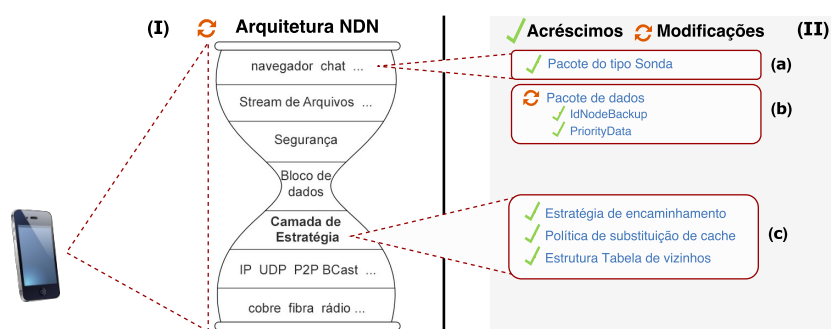 (I)
Arquitetura NDN
navegador chat ...
Stream de Arquivos ...
Segurança
Bloco de
dados
Camada de
Estratégia
IP UDP P2P BCast ...
cobre fibra rádio ...
Acréscimos Modificações (II)
Pacote do tipo Sonda (a)
Pacote de dados
IdNodeBackup
PriorityData
(b)
Estratégia de encaminhamento
Política de substituição de cache
Estrutura Tabela de vizinhos
(c)